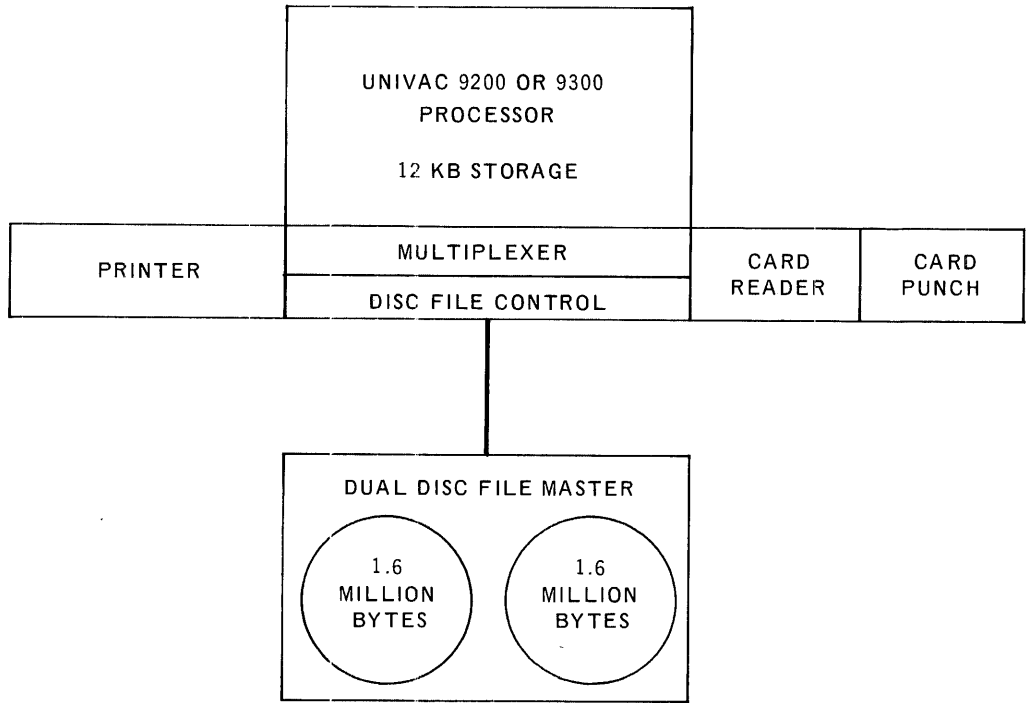 UNIVAC 9200 OR 9300
PROCESSOR
12 KB STORAGE
PRINTER
MULTIPLEXER
DISC FILE CONTROL
CARD
READER
CARD
PUNCH
DUAL DISC FILE MASTER
1.6
MILLION
BYTES
1.6
MILLION
BYTES